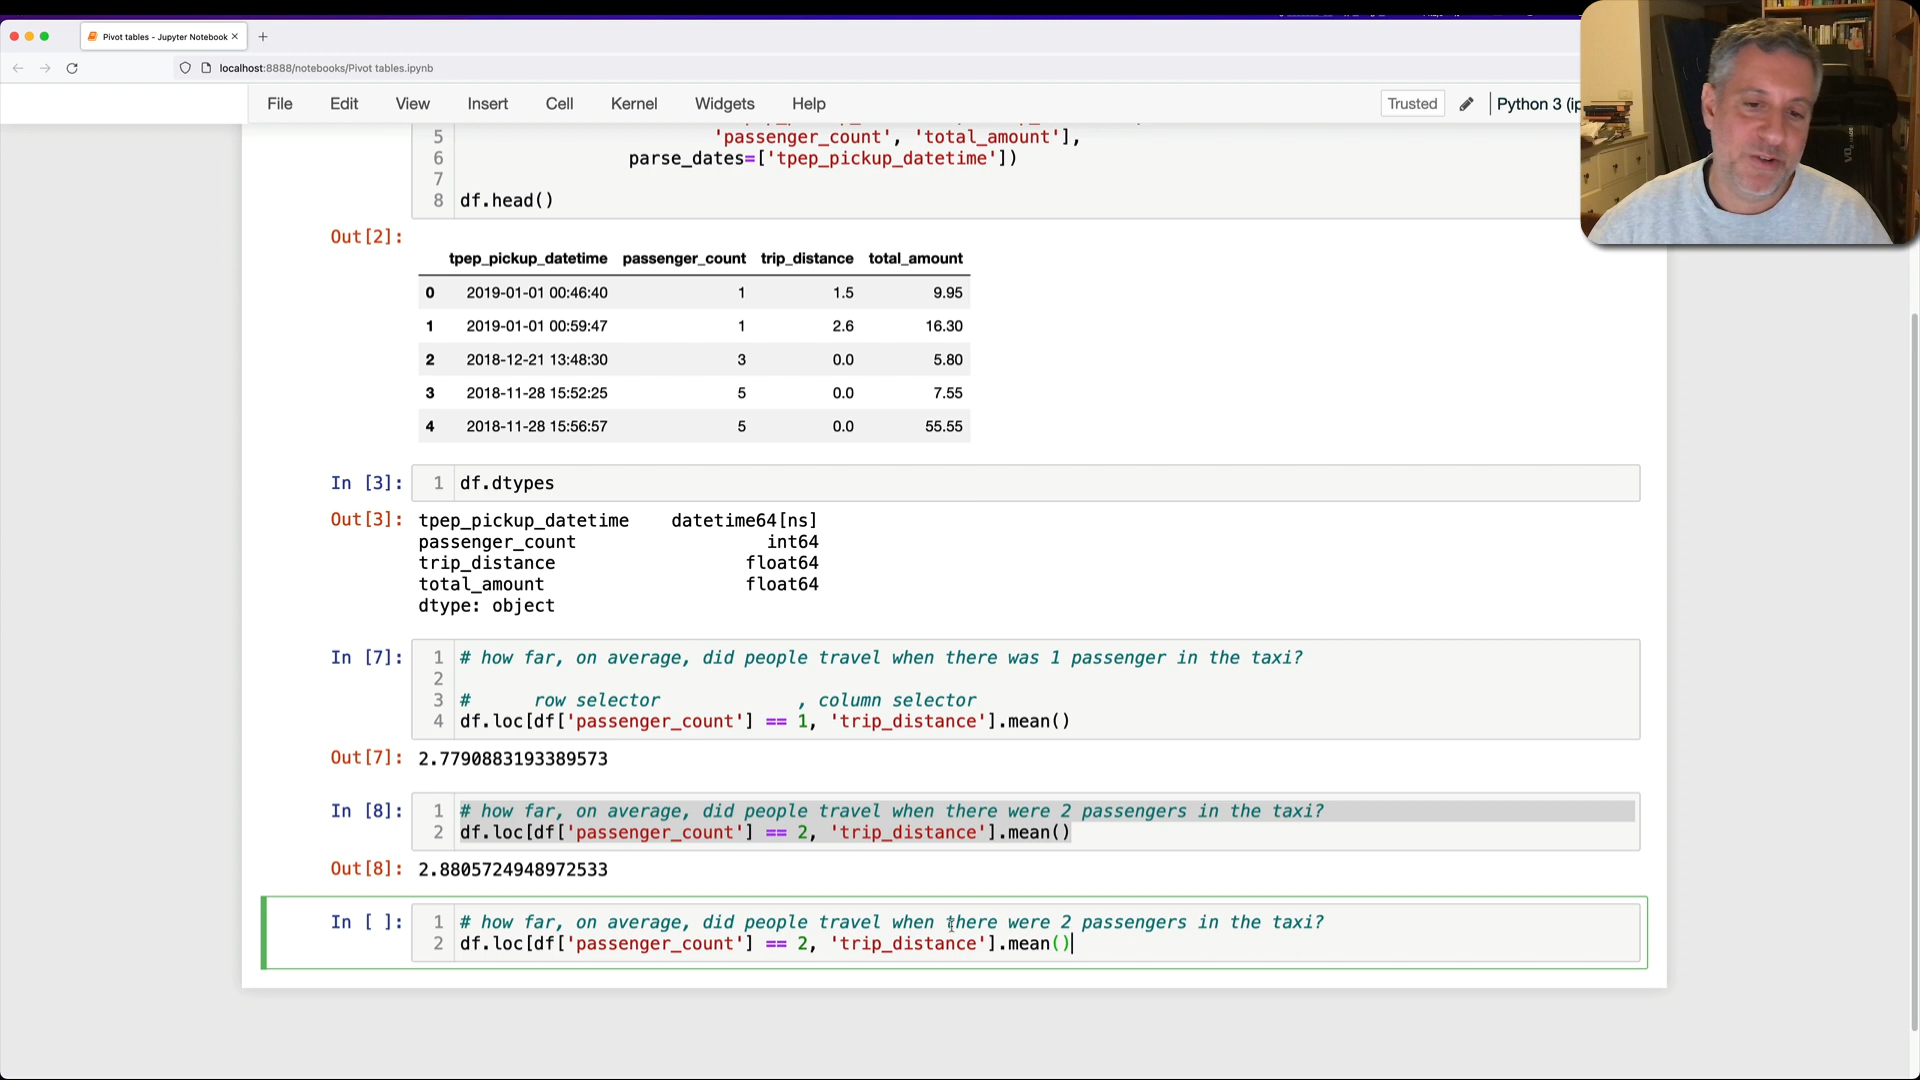 Pivot tables - Jupyter Notebook
localhost:8888/notebooks/Pivot tables.ipynb
File Edit View Insert Cell Kernel Widgets Help Trusted Python 3 (ip
5 'passenger_count', 'total_amount'],
6 parse_dates=['tpep_pickup_datetime'])
7
8 df.head()
Out[2]:
tpep_pickup_datetime passenger_count trip_distance total_amount
0 2019-01-01 00:46:40 1 1.5 9.95
1 2019-01-01 00:59:47 1 2.6 16.30
2 2018-12-21 13:48:30 3 0.0 5.80
3 2018-11-28 15:52:25 5 0.0 7.55
4 2018-11-28 15:56:57 5 0.0 55.55
In [3]: 1 df.dtypes
Out[3]: tpep_pickup_datetime datetime64[ns]
passenger_count int64
trip_distance float64
total_amount float64
dtype: object
In [7]: 1 # how far, on average, did people travel when there was 1 passenger in the taxi?
2
3 # row selector , column selector
4 df.loc[df['passenger_count'] == 1, 'trip_distance'].mean()
Out[7]: 2.7790883193389573
In [8]: 1 # how far, on average, did people travel when there were 2 passengers in the taxi?
2 df.loc[df['passenger_count'] == 2, 'trip_distance'].mean()
Out[8]: 2.8805724948972533
In [ ]: 1 # how far, on average, did people travel when there were 2 passengers in the taxi?
2 df.loc[df['passenger_count'] == 2, 'trip_distance'].mean()